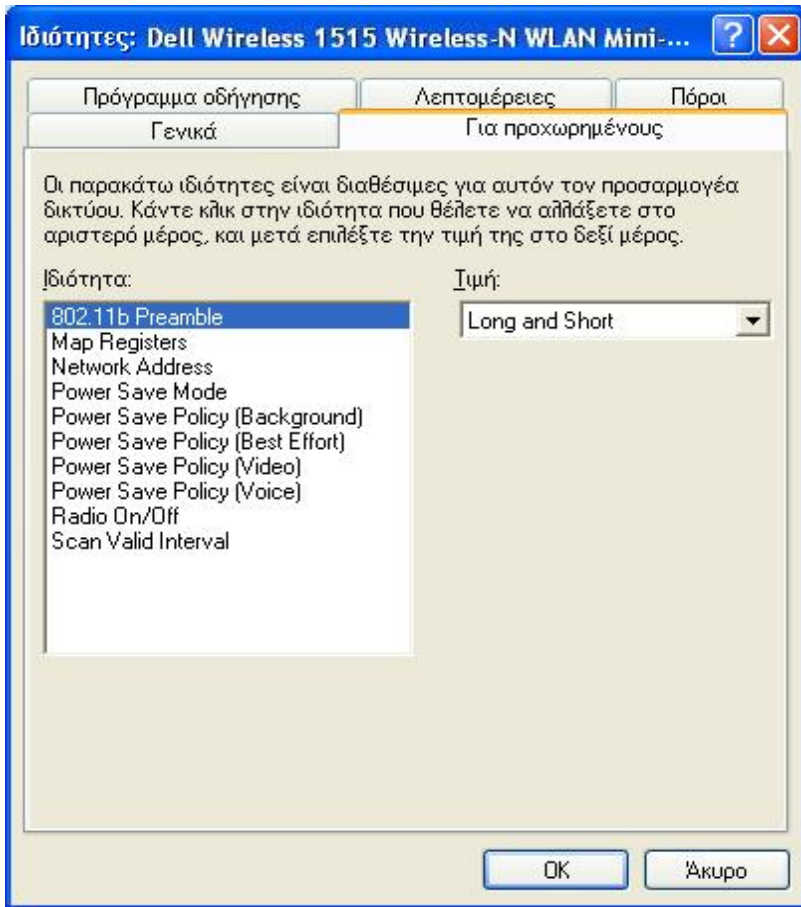 Ιδιότητες: Dell Wireless 1515 Wireless-N WLAN Mini-...
Πρόγραμμα οδήγησης
Λεπτομέρειες
Πόροι
Γενικά
Για προχωρημένους
Οι παρακάτω ιδιότητες είναι διαθέσιμες για αυτόν τον προσαρμογέα
δικτύου. Κάντε κλικ στην ιδιότητα που θέλετε να αλλάξετε στο
αριστερό μέρος, και μετά επιλέξτε την τιμή της στο δεξί μέρος.
Ιδιότητα:
802.11b Preamble
Map Registers
Network Address
Power Save Mode
Power Save Policy (Background)
Power Save Policy (Best Effort)
Power Save Policy (Video)
Power Save Policy (Voice)
Radio On/Off
Scan Valid Interval
Τιμή:
Long and Short
OK
Άκυρο